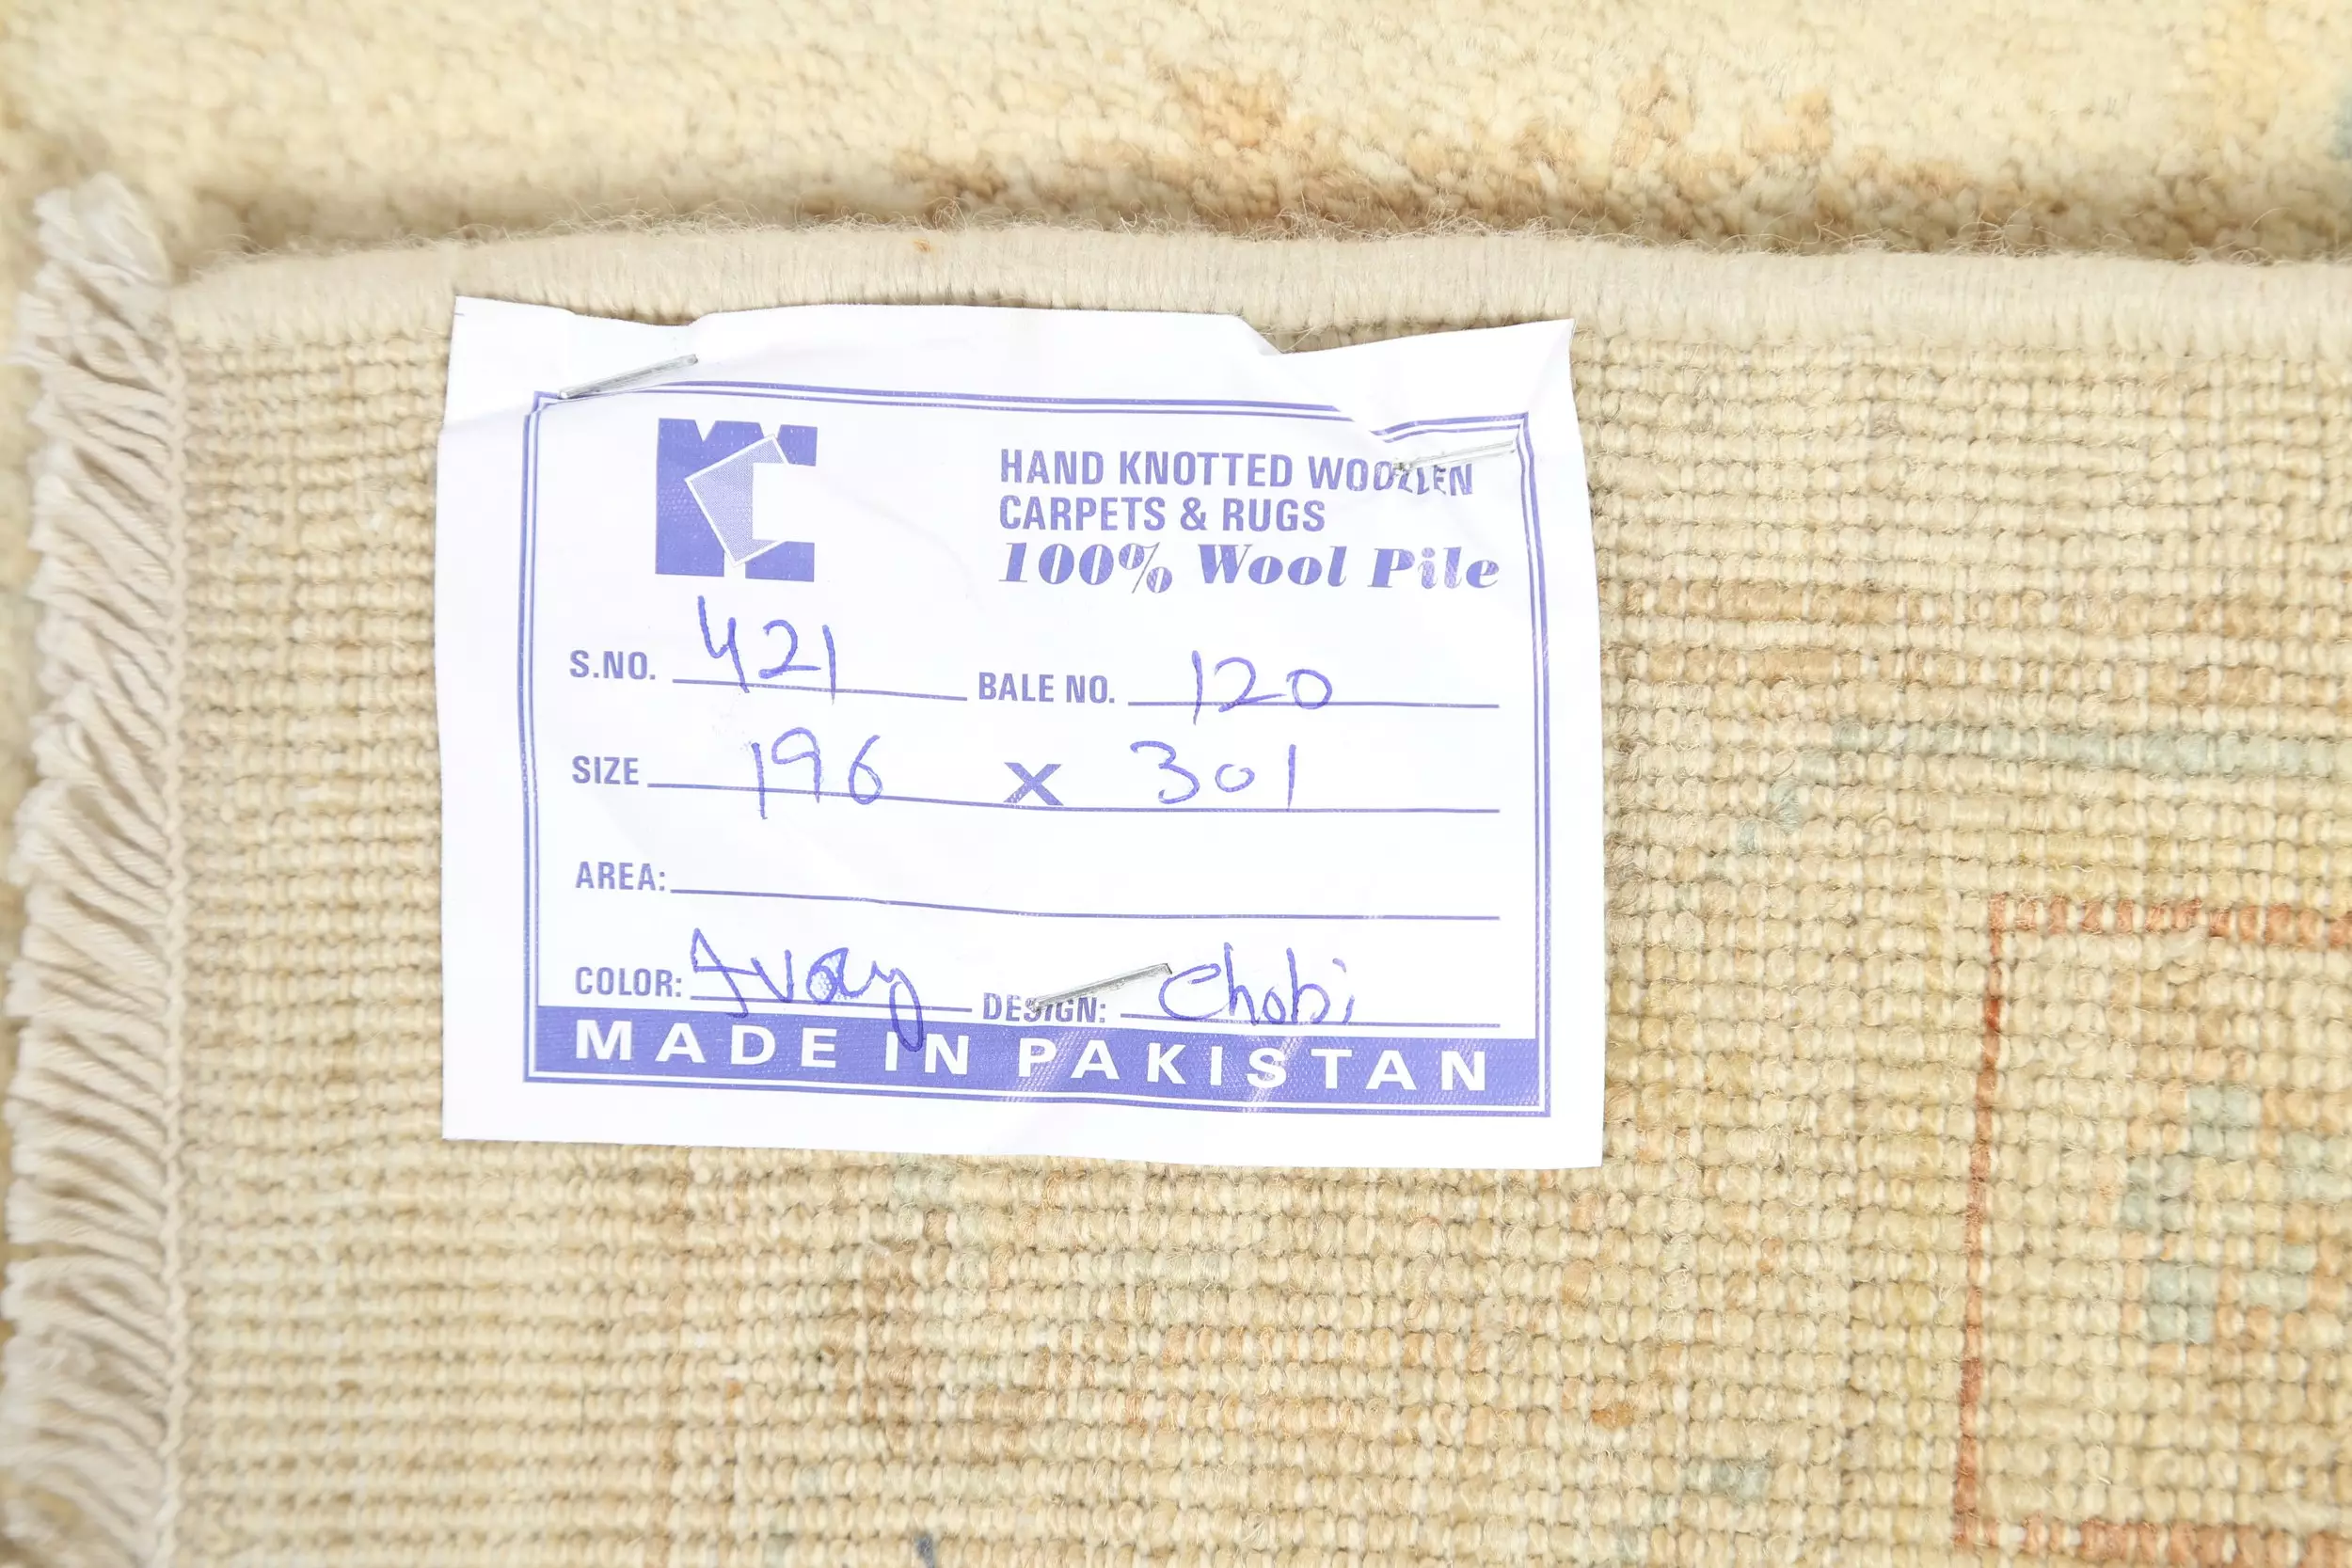 HAND KNOTTED WOOLLEN
CARPETS & RUGS
100% Wool Pile
S.NO. 421 BALE NO. 120
SIZE 196 X 301
AREA:
COLOR: Ivory DESIGN: Chobi
MADE IN PAKISTAN